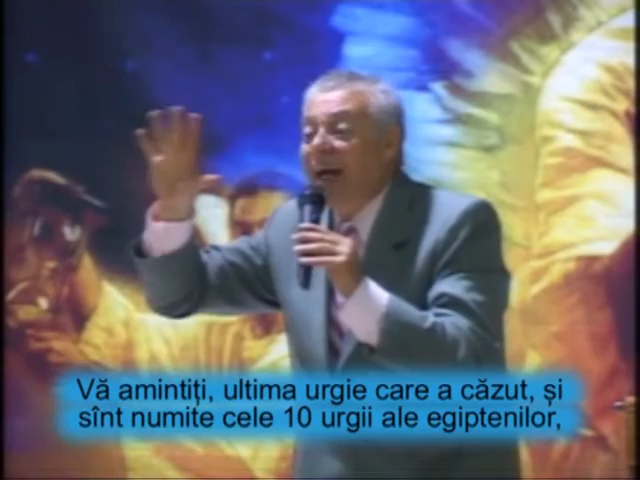 Vă amintiți, ultima urgie care a căzut, și
sînt numite cele 10 urgii ale egiptenilor,